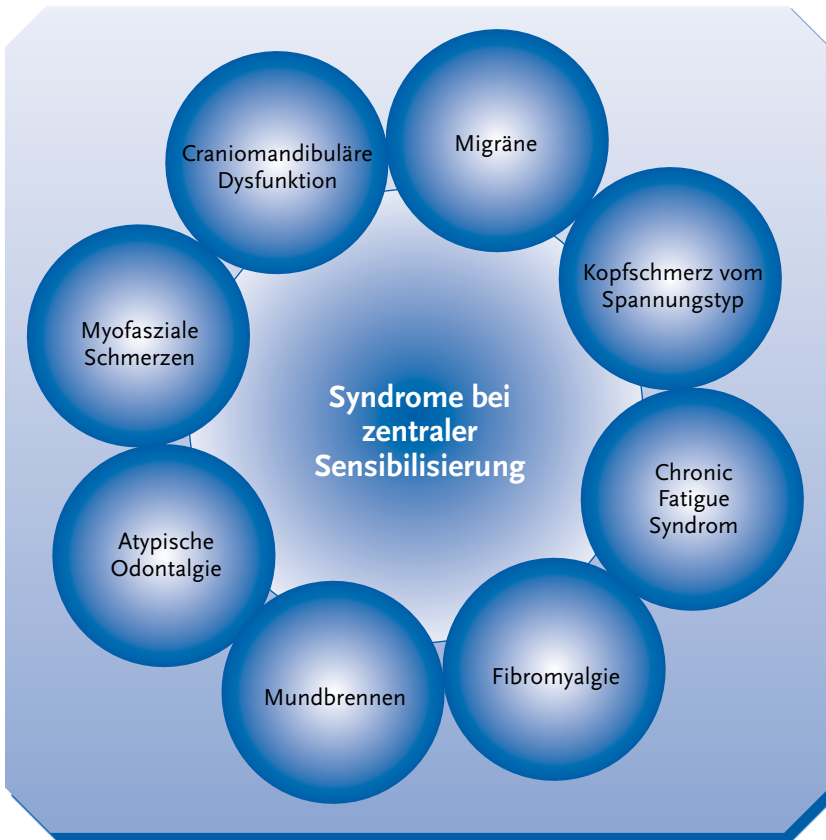 Craniomandibuläre
Dysfunktion
Migräne
Kopfschmerz vom
Spannungstyp
Myofasziale
Schmerzen
Syndrome bei
zentraler
Sensibilisierung
Chronic
Fatigue
Syndrom
Atypische
Odontalgie
Fibromyalgie
Mundbrennen